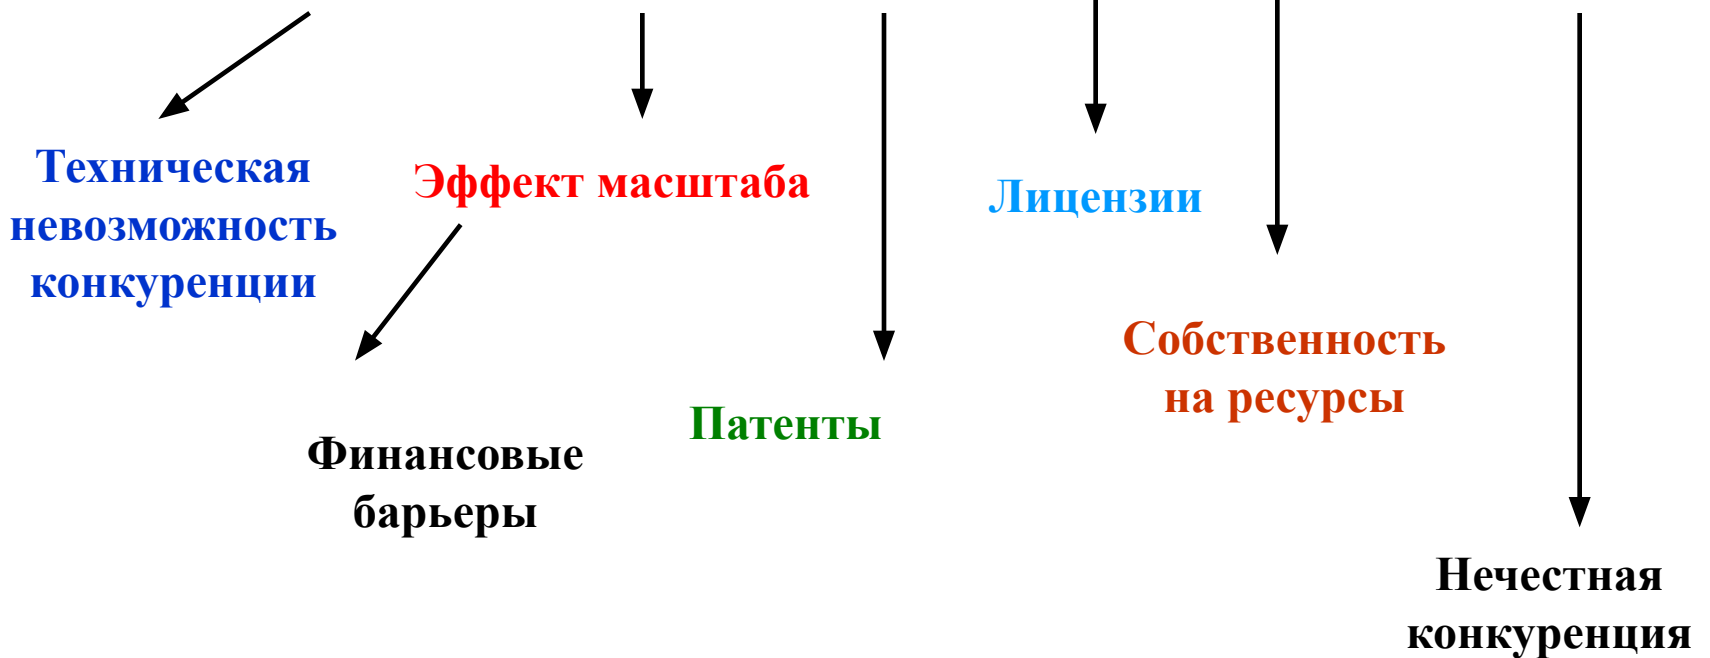 Техническая
невозможность
конкуренции
Эффект масштаба
Лицензии
Собственность
на ресурсы
Патенты
Финансовые
барьеры
Нечестная
конкуренция